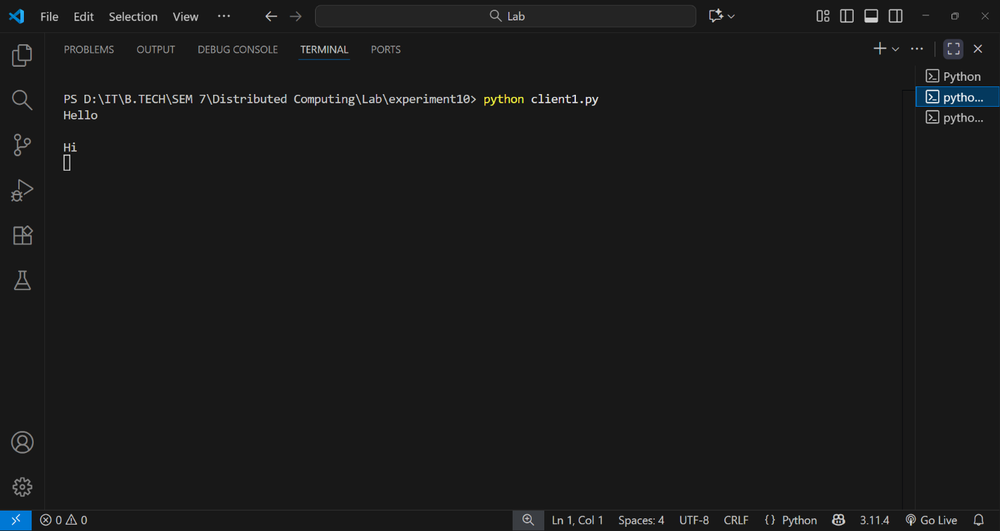 File Edit Selection View ··· Lab
PROBLEMS OUTPUT DEBUG CONSOLE TERMINAL PORTS
Python
PS D:\IT\B.TECH\SEM 7\Distributed Computing\Lab\experiment10> python client1.py
pytho...
Hello
pytho...
Hi
0 0 Ln 1, Col 1 Spaces: 4 UTF-8 CRLF {} Python 3.11.4 Go Live